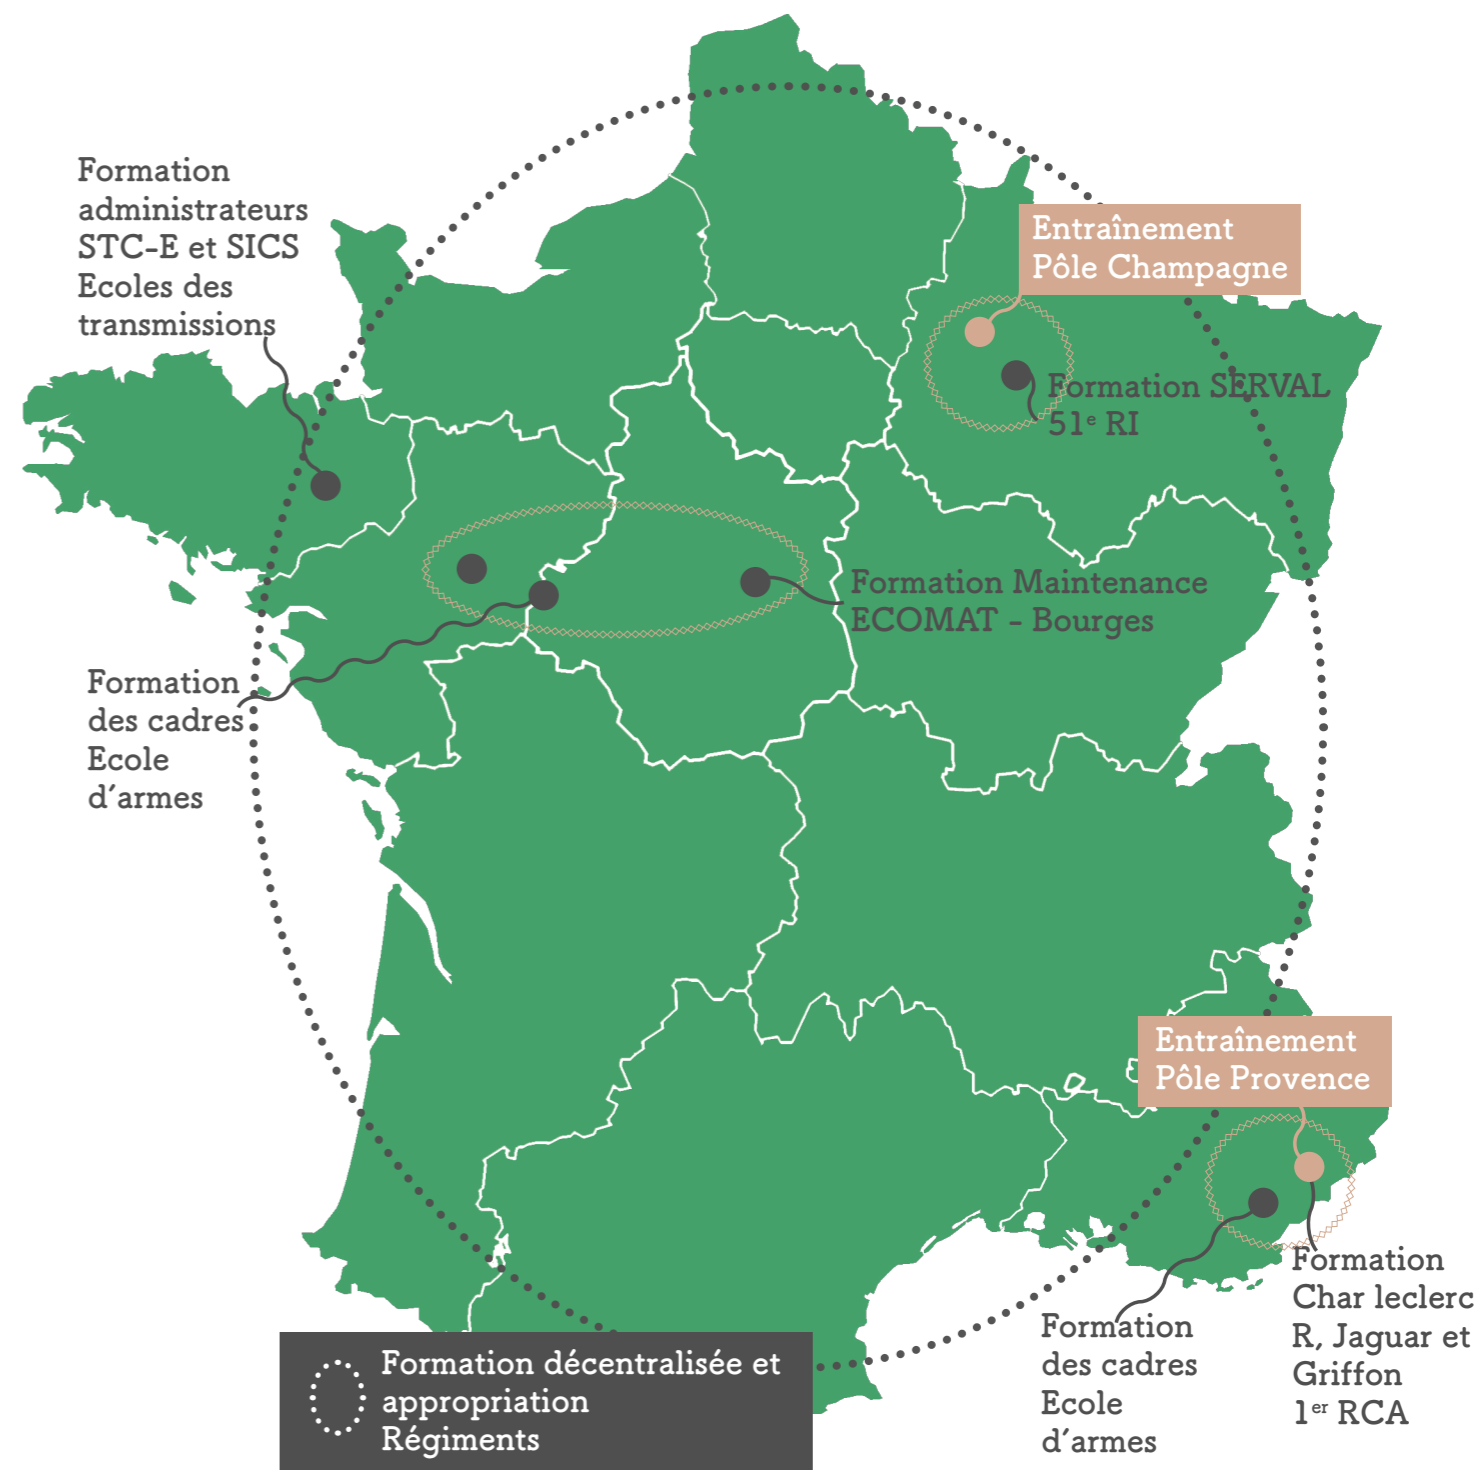 Formation
administrateurs
STC-E et SICS
Ecoles des
transmissions
Entraînement
Pôle Champagne
Formation SERVAL
51e RI
Formation Maintenance
ECOMAT - Bourges
Formation
des cadres
Ecole
d'armes
Entraînement
Pôle Provence
Formation
Char leclerc
R, Jaguar et
Griffon
1er RCA
Formation
des cadres
Ecole
d'armes
Formation décentralisée et
appropriation
Régiments